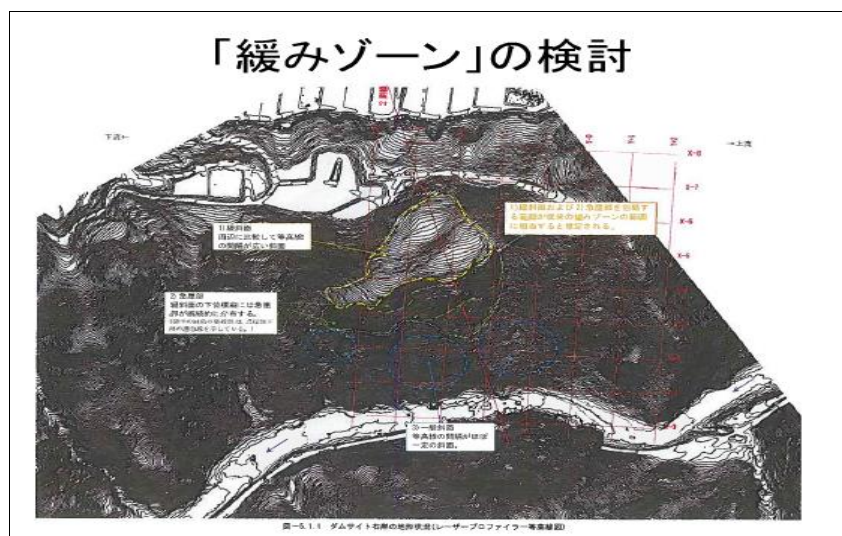 「緩みゾーン」の検討
下流←
→上流
X-8
X-7
X-6
X-5
1)緩斜面および2)急崖部を包絡する
範囲が従来の緩みゾーンの範囲
に相当すると推定される。
1)緩斜面
周辺に比較して等高線
の間隔が広い斜面
2)急崖部
緩斜面の下位標高には急崖
部が断続的に分布する。
3)一般斜面
等高線の間隔がほぼ
一定の斜面。
図-5.1.1 ダムサイト右岸の地形状況(レーザープロファイラー等高線図)